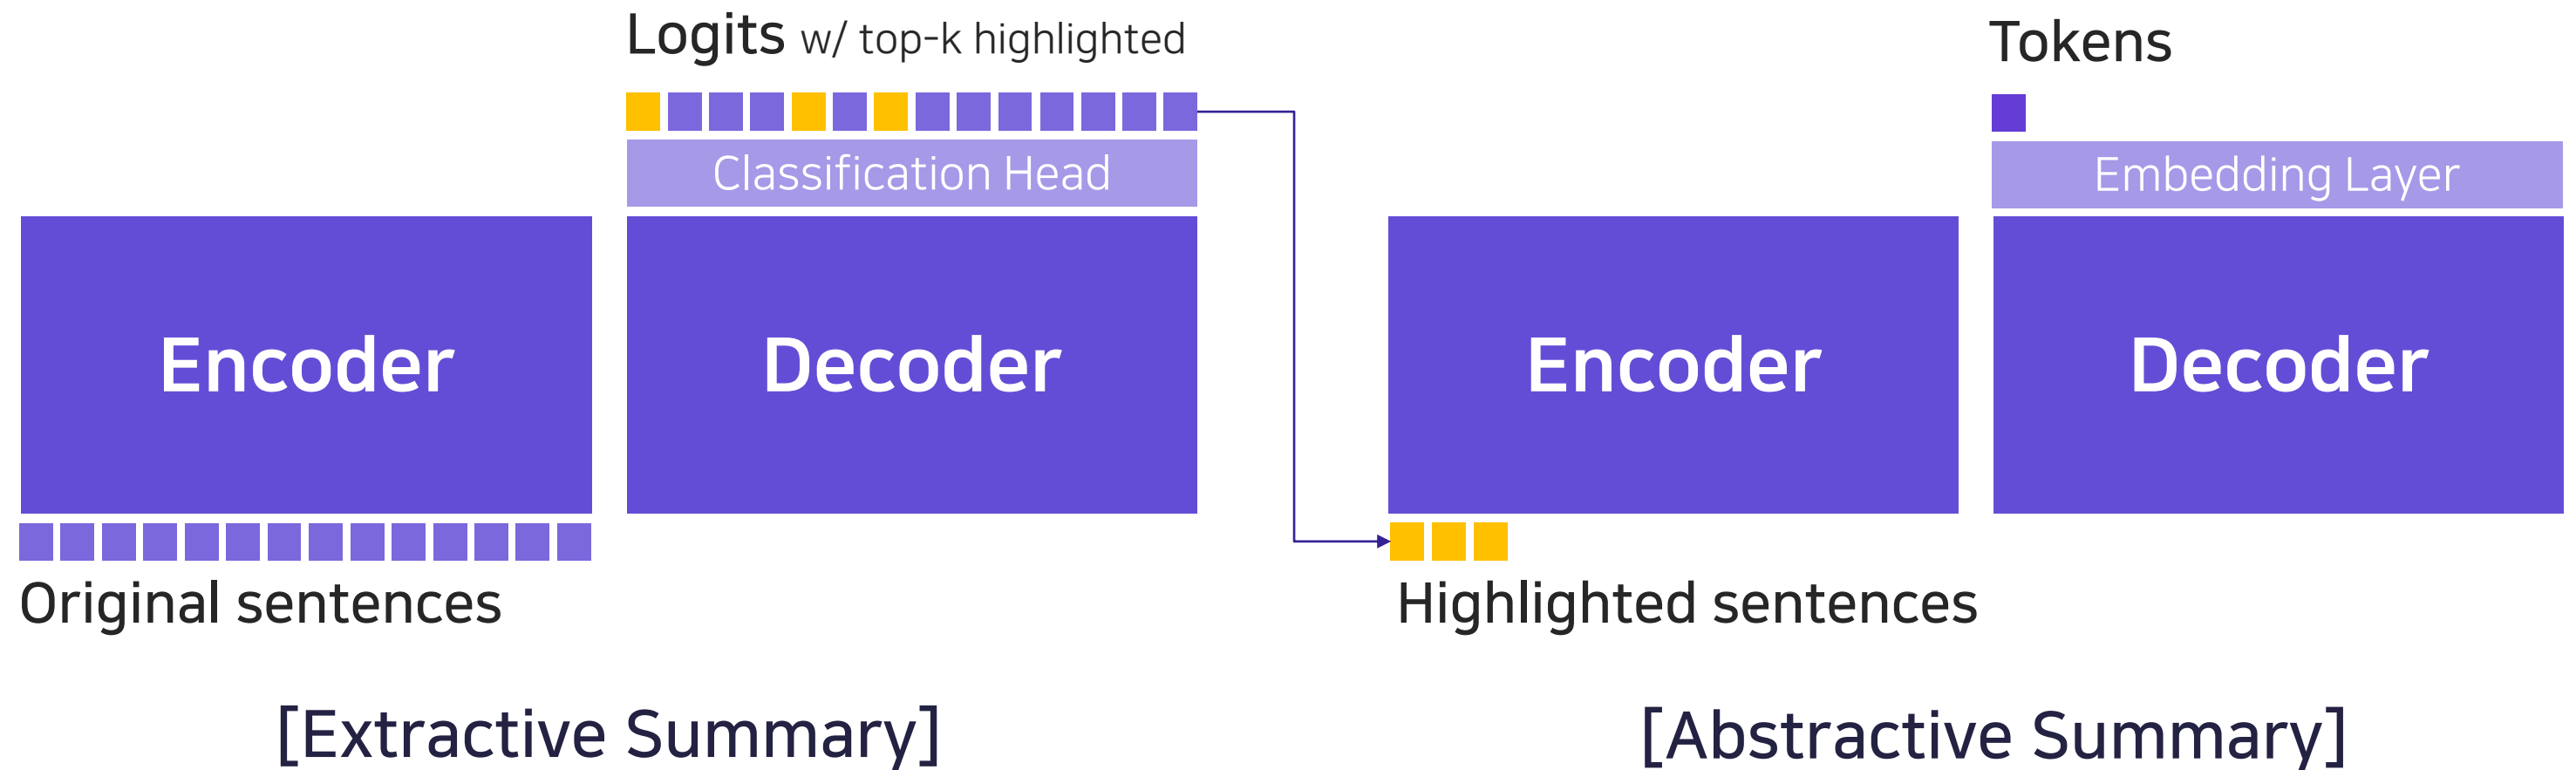 Logits w/ top-k highlighted
Tokens
Classification Head
Embedding Layer
Encoder
Decoder
Encoder
Decoder
Original sentences
Highlighted sentences
[Extractive Summary]
[Abstractive Summary]